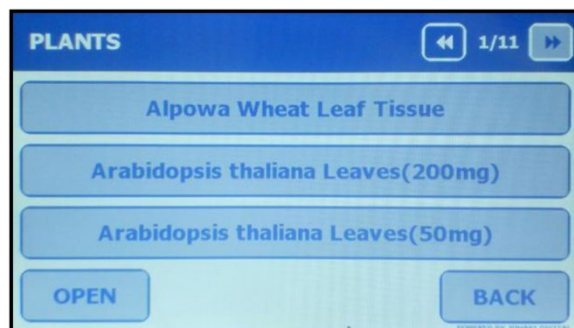 PLANTS 1/11
Alpowa Wheat Leaf Tissue
Arabidopsis thaliana Leaves(200mg)
Arabidopsis thaliana Leaves(50mg)
OPEN BACK